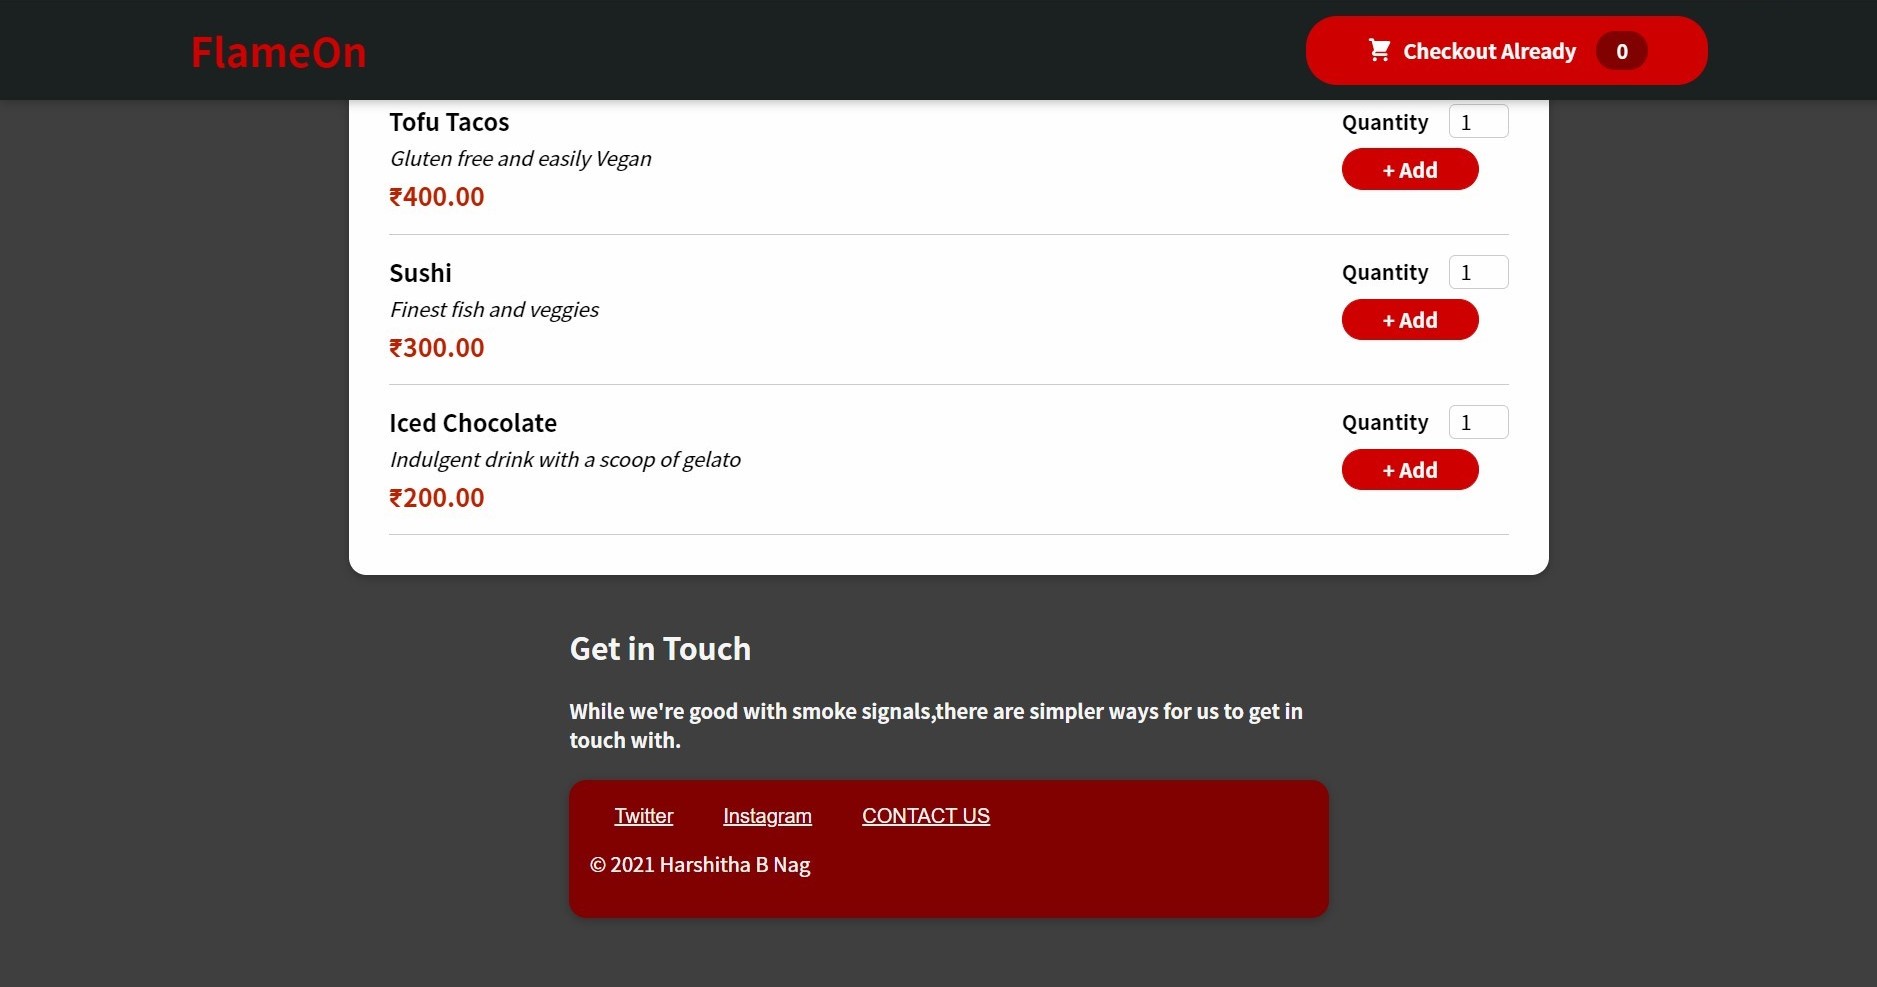 FlameOn
Checkout Already 0
Tofu Tacos
Gluten free and easily Vegan
₹400.00
Quantity 1
+ Add
Sushi
Finest fish and veggies
₹300.00
Quantity 1
+ Add
Iced Chocolate
Indulgent drink with a scoop of gelato
₹200.00
Quantity 1
+ Add
Get in Touch
While we're good with smoke signals,there are simpler ways for us to get in
touch with.
Twitter Instagram CONTACT US
© 2021 Harshitha B Nag